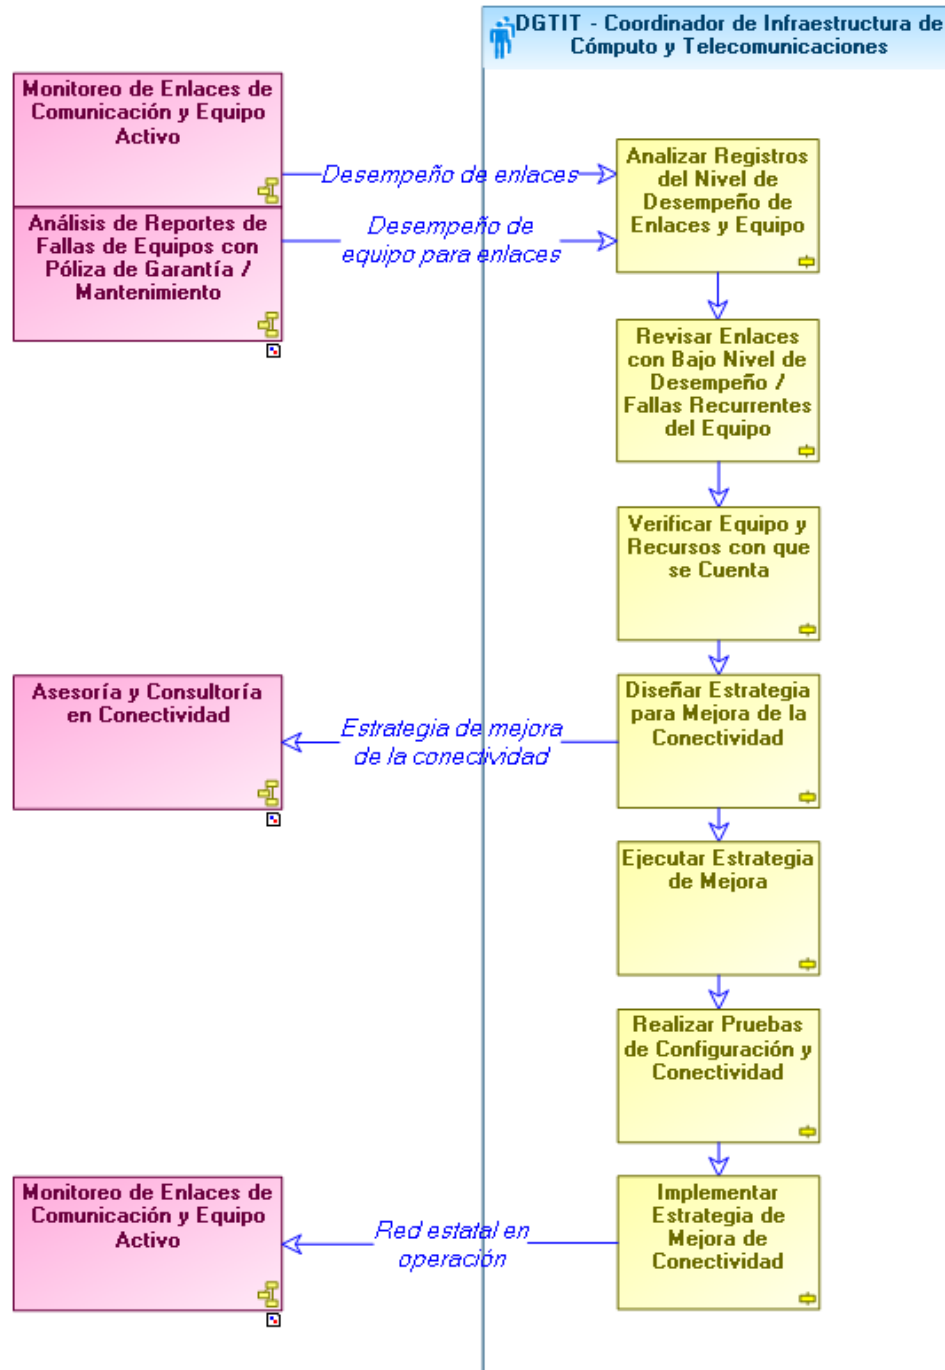 DGTIT - Coordinador de Infraestructura de
Cómputo y Telecomunicaciones
Monitoreo de Enlaces de
Comunicación y Equipo
Activo
Desempeño de enlaces
Analizar Registros
del Nivel de
Desempeño de
Enlaces y Equipo
Análisis de Reportes de
Fallas de Equipos con
Póliza de Garantía /
Mantenimiento
Desempeño de
equipo para enlaces
Revisar Enlaces
con Bajo Nivel de
Desempeño /
Fallas Recurrentes
del Equipo
Verificar Equipo y
Recursos con que
se Cuenta
Asesoría y Consultoría
en Conectividad
Estrategia de mejora
de la conectividad
Diseñar Estrategia
para Mejora de la
Conectividad
Ejecutar Estrategia
de Mejora
Realizar Pruebas
de Configuración y
Conectividad
Monitoreo de Enlaces de
Comunicación y Equipo
Activo
Red estatal en
operación
Implementar
Estrategia de
Mejora de
Conectividad